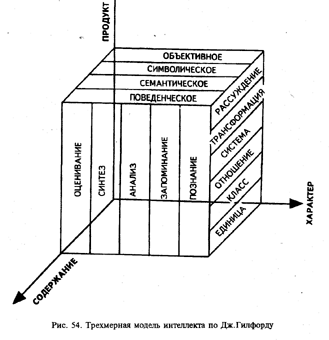 ПРОДУКТ
ОБЪЕКТИВНОЕ
СИМВОЛИЧЕСКОЕ
СЕМАНТИЧЕСКОЕ
ПОВЕДЕНЧЕСКОЕ
РАССУЖДЕНИЕ
ТРАНСФОРМАЦИЯ
СИСТЕМА
ОТНОШЕНИЕ
КЛАСС
ЕДИНИЦА
ОЦЕНИВАНИЕ
СИНТЕЗ
АНАЛИЗ
ЗАПОМИНАНИЕ
ПОЗНАНИЕ
ХАРАКТЕР
СОДЕРЖАНИЕ
Рис. 54. Трехмерная модель интеллекта по Дж.Гилфорду